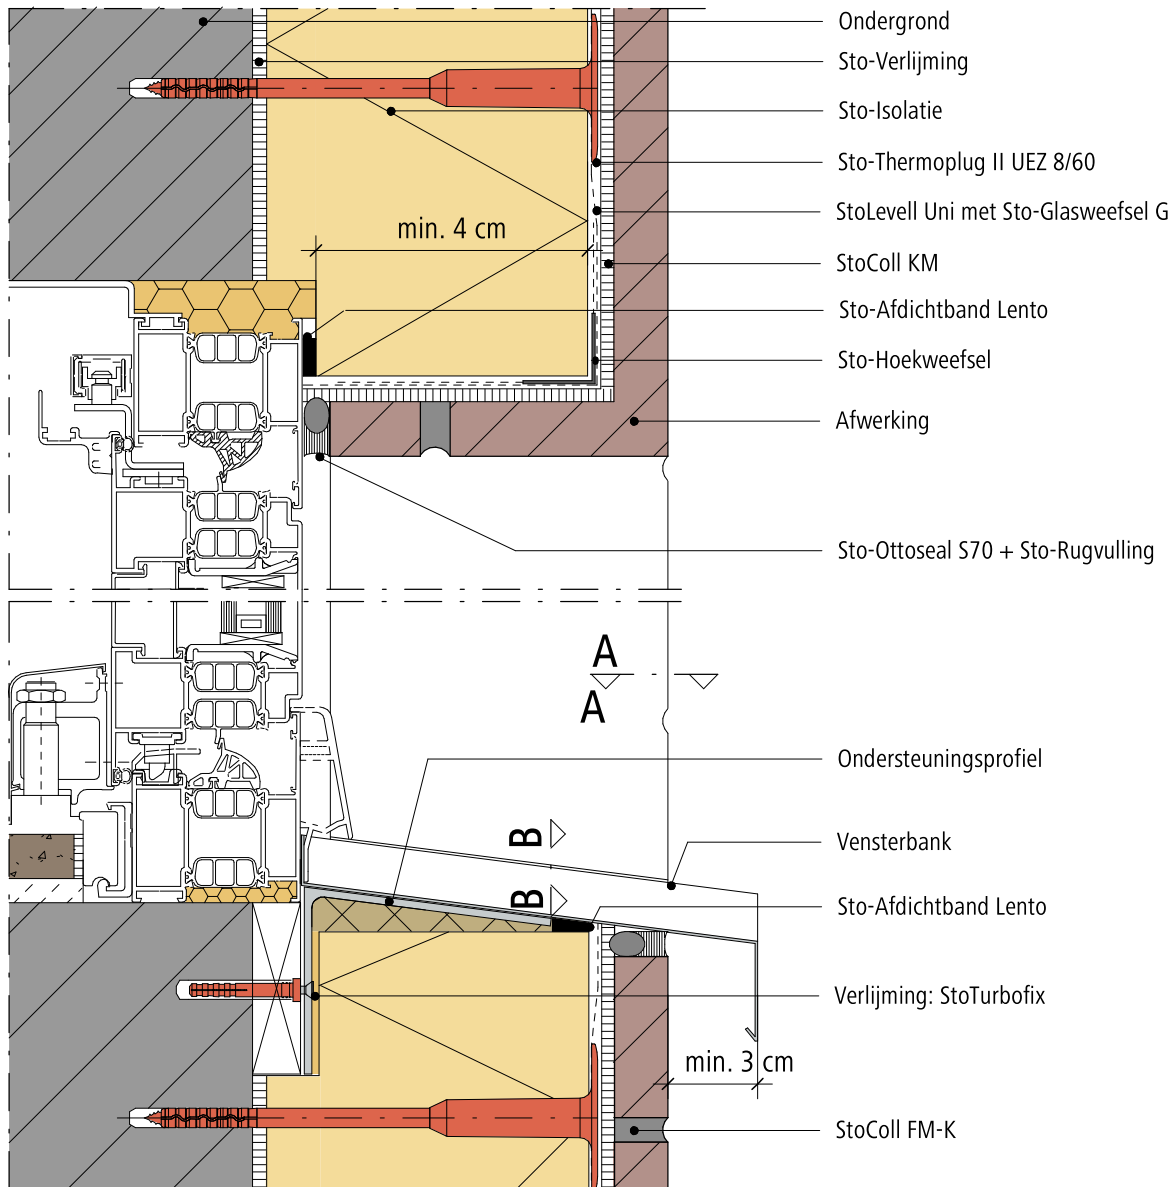 Ondergrond
Sto-Verlijming
Sto-Isolatie
Sto-Thermoplug II UEZ 8/60
StoLevell Uni met Sto-Glasweefsel G
min. 4 cm
StoColl KM
Sto-Afdichtband Lento
Sto-Hoekweefsel
Afwerking
Sto-Ottoseal S70 + Sto-Rugvulling
A
A
Ondersteuningsprofiel
B
Vensterbank
B
Sto-Afdichtband Lento
Verlijming: StoTurbofix
min. 3 cm
StoColl FM-K